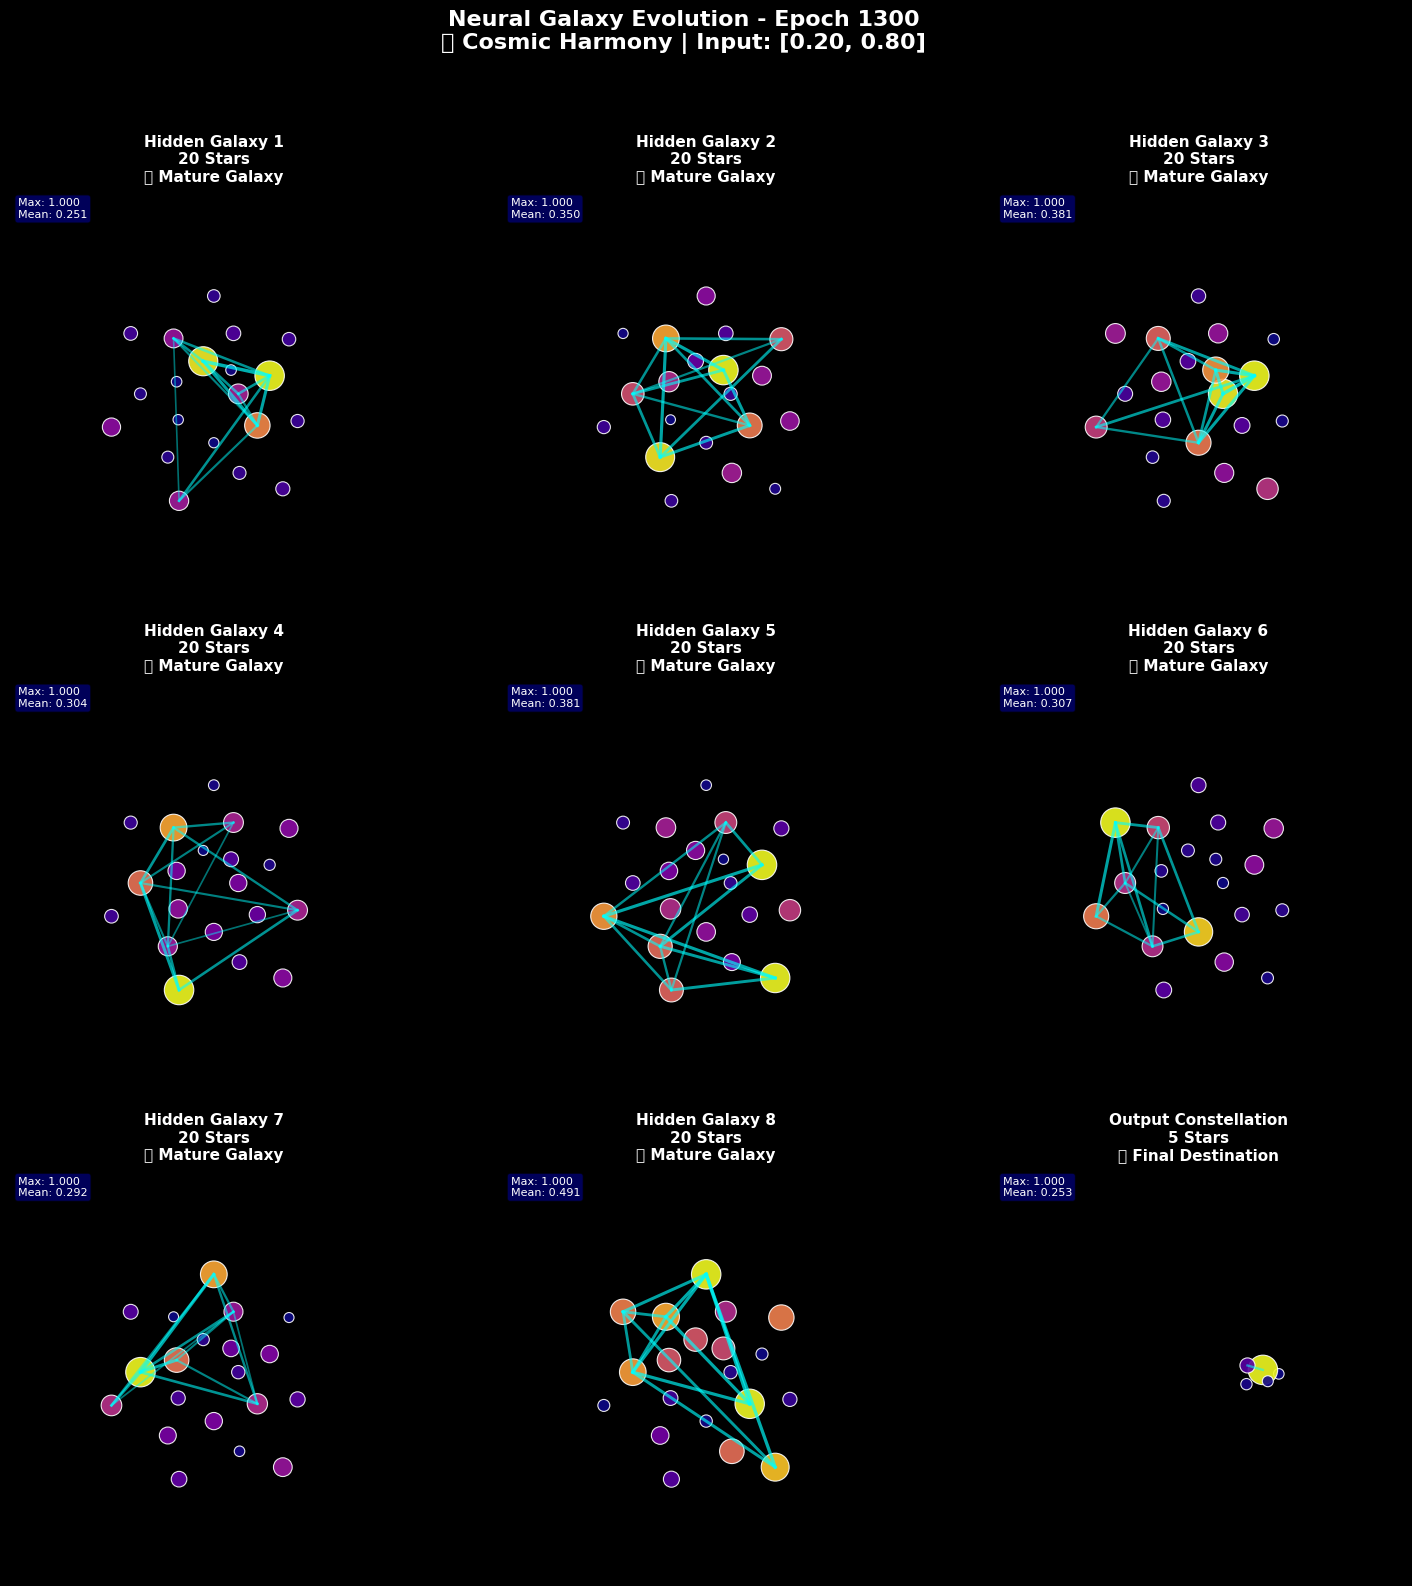 Neural Galaxy Evolution - Epoch 1300
▯ Cosmic Harmony | Input: [0.20, 0.80]
Hidden Galaxy 1
20 Stars
▯ Mature Galaxy
Max: 1.000
Mean: 0.251
Hidden Galaxy 2
20 Stars
▯ Mature Galaxy
Max: 1.000
Mean: 0.350
Hidden Galaxy 3
20 Stars
▯ Mature Galaxy
Max: 1.000
Mean: 0.381
Hidden Galaxy 4
20 Stars
▯ Mature Galaxy
Max: 1.000
Mean: 0.304
Hidden Galaxy 5
20 Stars
▯ Mature Galaxy
Max: 1.000
Mean: 0.381
Hidden Galaxy 6
20 Stars
▯ Mature Galaxy
Max: 1.000
Mean: 0.307
Hidden Galaxy 7
20 Stars
▯ Mature Galaxy
Max: 1.000
Mean: 0.292
Hidden Galaxy 8
20 Stars
▯ Mature Galaxy
Max: 1.000
Mean: 0.491
Output Constellation
5 Stars
▯ Final Destination
Max: 1.000
Mean: 0.253